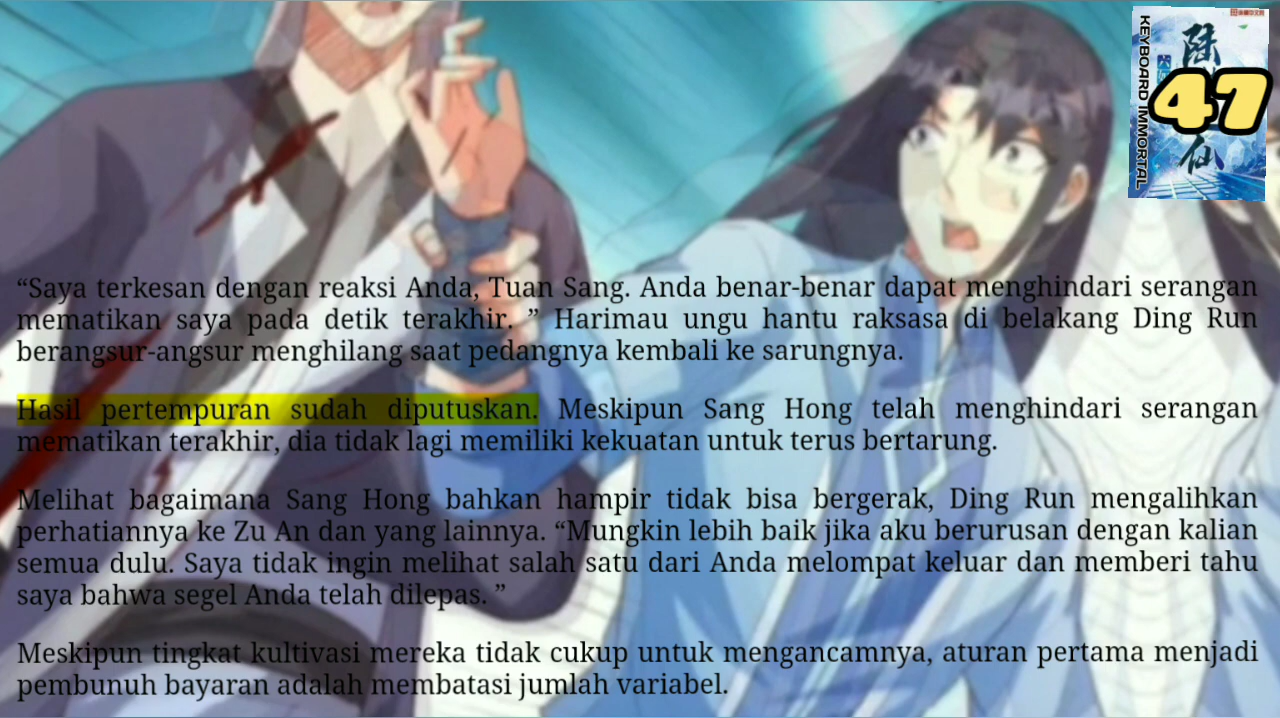 KEYBOARD IMMORTAL
陆
仙
47
“Saya terkesan dengan reaksi Anda, Tuan Sang. Anda benar-benar dapat menghindari serangan
mematikan saya pada detik terakhir. ” Harimau ungu hantu raksasa di belakang Ding Run
berangsur-angsur menghilang saat pedangnya kembali ke sarungnya.
Hasil pertempuran sudah diputuskan. Meskipun Sang Hong telah menghindari serangan
mematikan terakhir, dia tidak lagi memiliki kekuatan untuk terus bertarung.
Melihat bagaimana Sang Hong bahkan hampir tidak bisa bergerak, Ding Run mengalihkan
perhatiannya ke Zu An dan yang lainnya. “Mungkin lebih baik jika aku berurusan dengan kalian
semua dulu. Saya tidak ingin melihat salah satu dari Anda melompat keluar dan memberi tahu
saya bahwa segel Anda telah dilepas. ”
Meskipun tingkat kultivasi mereka tidak cukup untuk mengancamnya, aturan pertama menjadi
pembunuh bayaran adalah membatasi jumlah variabel.